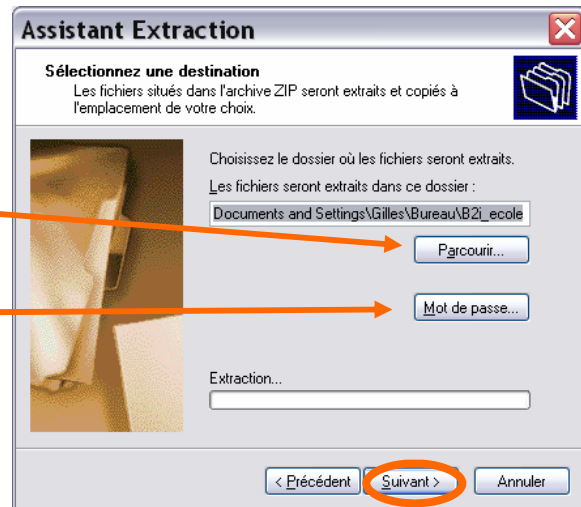 Assistant Extraction
Sélectionnez une destination
Les fichiers situés dans l'archive ZIP seront extraits et copiés à
l'emplacement de votre choix.
Choisissez le dossier où les fichiers seront extraits.
Les fichiers seront extraits dans ce dossier :
Documents and Settings\Gilles\Bureau\B2i_ecole
Parcourir...
Mot de passe...
Extraction...
< Précédent
Suivant >
Annuler